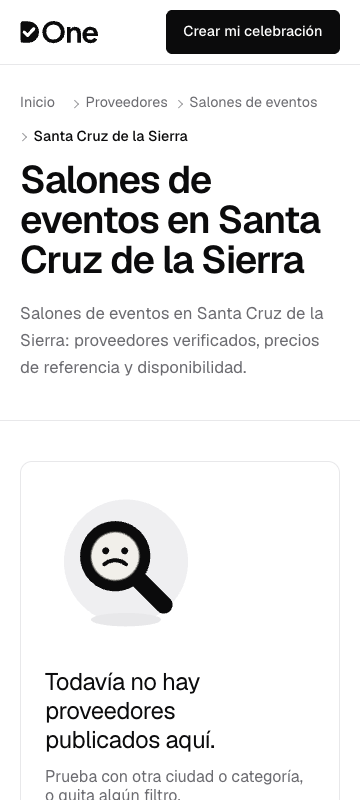 One
Crear mi celebración
Inicio > Proveedores > Salones de eventos
> Santa Cruz de la Sierra
Salones de
eventos en Santa
Cruz de la Sierra
Salones de eventos en Santa Cruz de la
Sierra: proveedores verificados, precios
de referencia y disponibilidad.
Todavía no hay
proveedores
publicados aquí.
Prueba con otra ciudad o categoría,
o quita algún filtro.